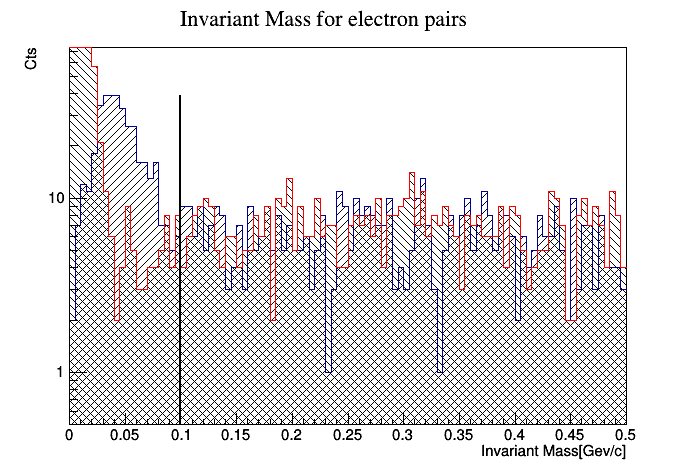 Invariant Mass for electron pairs
Cts
10
1
0 0.05 0.1 0.15 0.2 0.25 0.3 0.35 0.4 0.45 0.5
Invariant Mass[Gev/c]